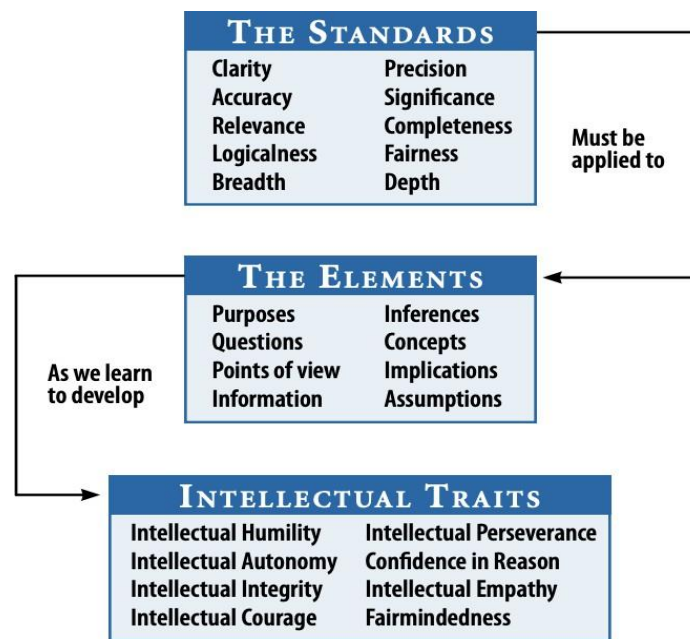 THE STANDARDS
Clarity Precision
Accuracy Significance
Relevance Completeness
Logicalness Fairness
Breadth Depth
Must be
applied to
THE ELEMENTS
Purposes Inferences
Questions Concepts
Points of view Implications
Information Assumptions
As we learn
to develop
INTELLECTUAL TRAITS
Intellectual Humility Intellectual Perseverance
Intellectual Autonomy Confidence in Reason
Intellectual Integrity Intellectual Empathy
Intellectual Courage Fairmindedness